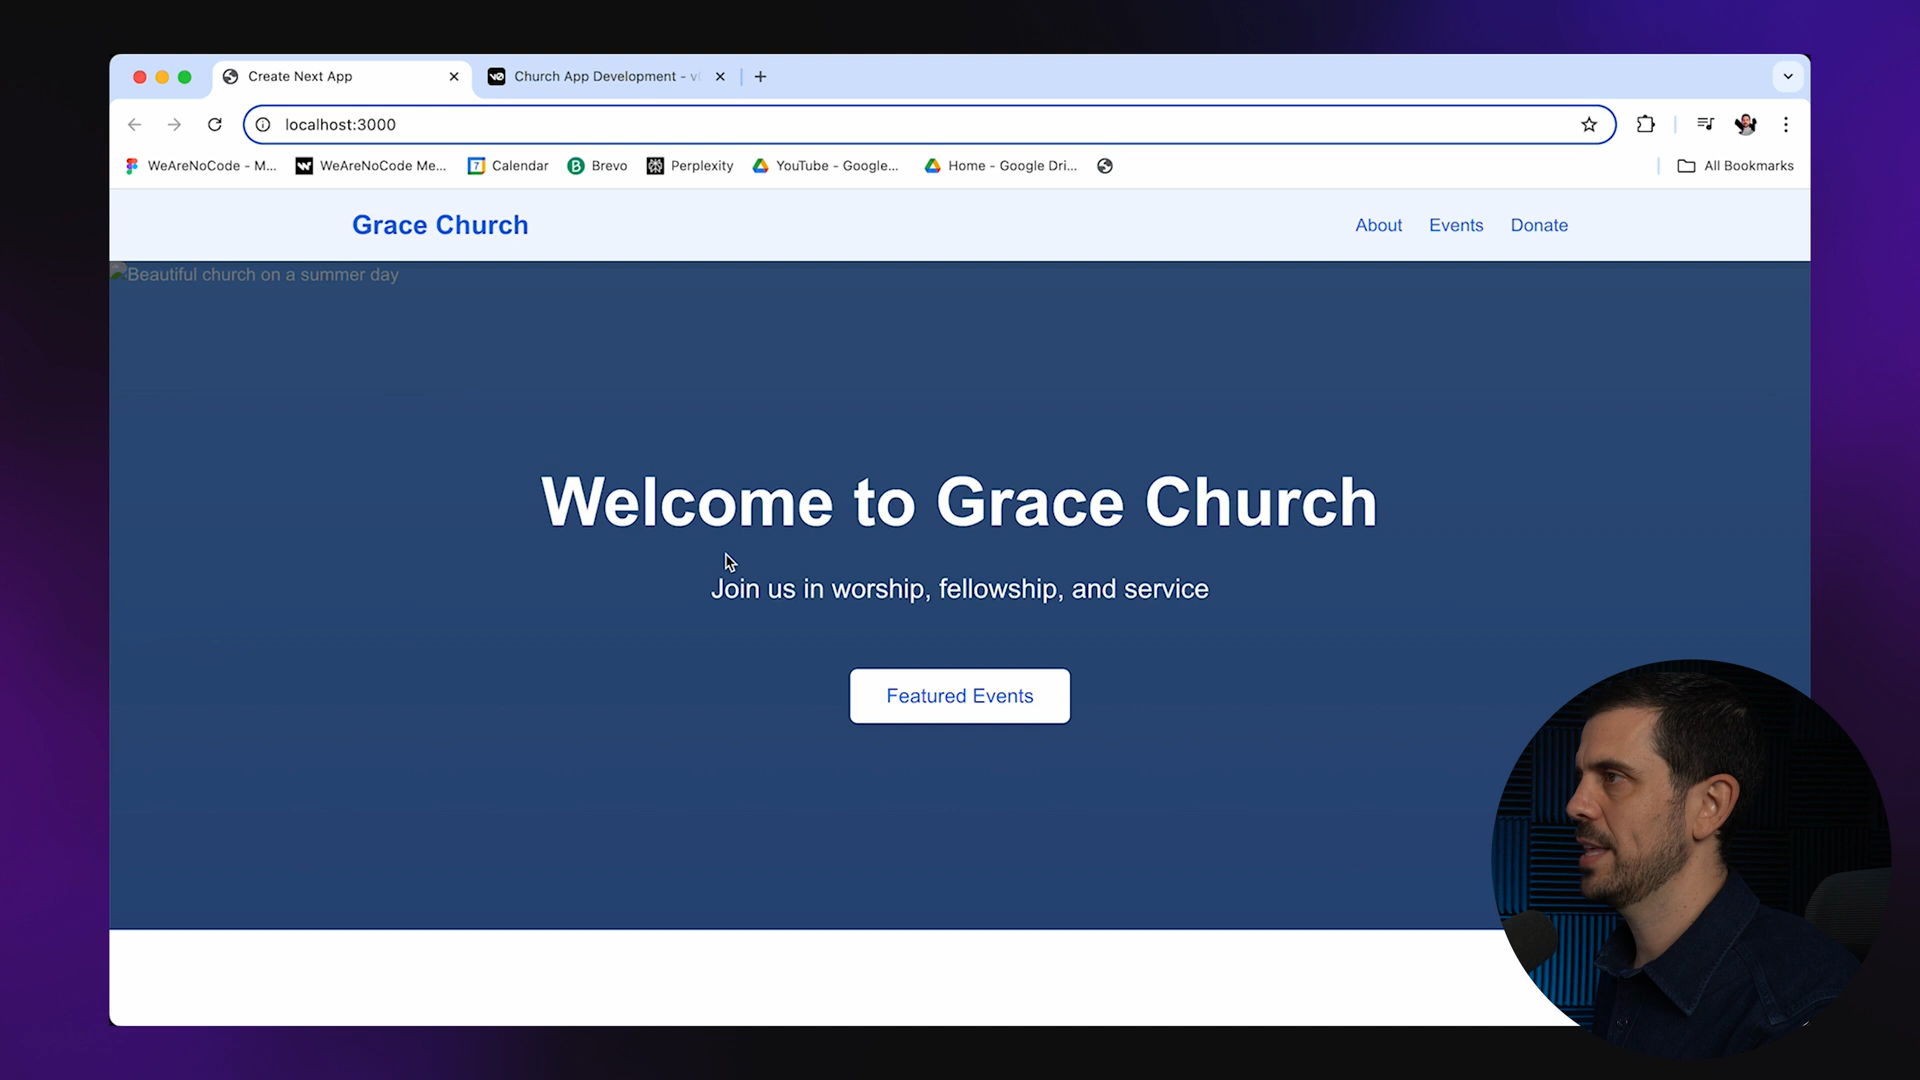 Create Next App
Church App Development - v
localhost:3000
WeAreNoCode - M...
WeAreNoCode Me...
7
Calendar
B
Brevo
Perplexity
YouTube - Google...
Home - Google Dri...
All Bookmarks
Grace Church
About
Events
Donate
Beautiful church on a summer day
Welcome to Grace Church
Join us in worship, fellowship, and service
Featured Events